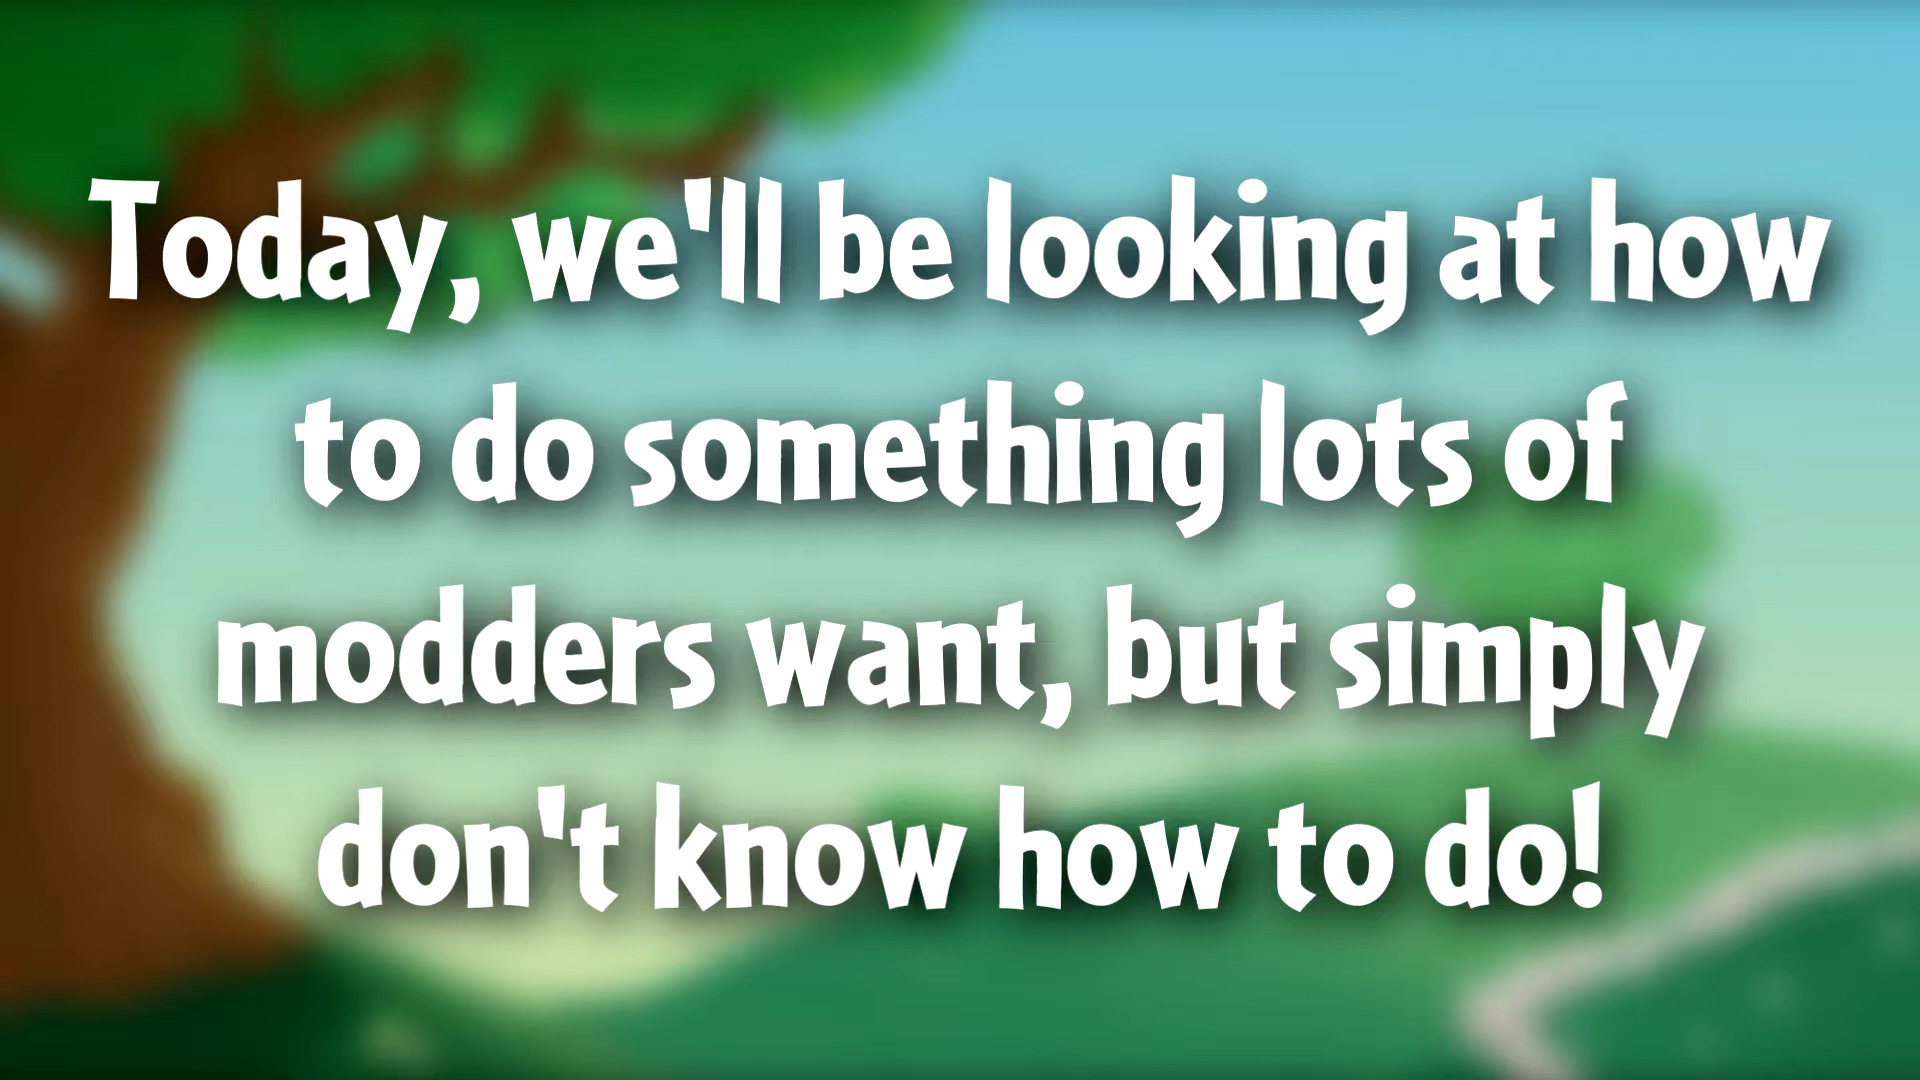 Today, we'll be looking at how
to do something lots of
modders want, but simply
don't know how to do!